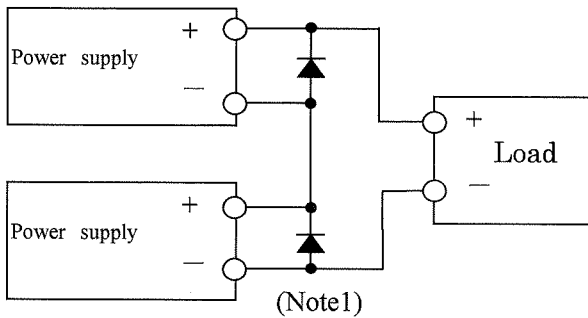 +
Power supply
—
+
Load
—
+
Power supply
—
(Note1)